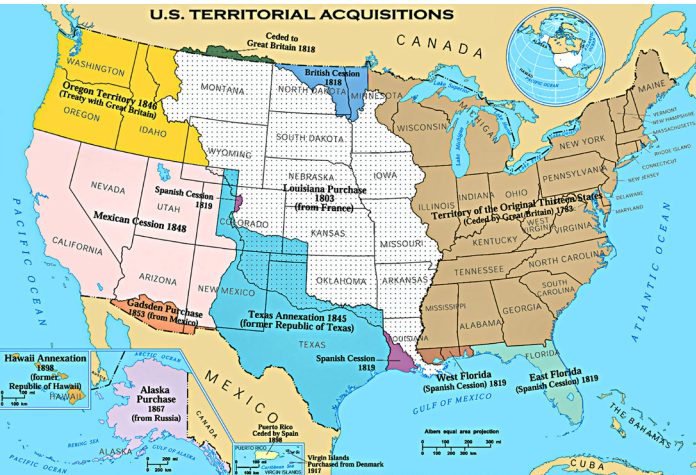 U.S. TERRITORIAL ACQUISITIONS
CANADA
Ceded to
Great Britain 1818
British Cession
1818
WASHINGTON
Oregon Territory 1846
(Treaty with Great Britain)
OREGON
IDAHO
MONTANA
NORTH DAKOTA
MINNESOTA
SOUTH DAKOTA
WYOMING
NEBRASKA
IOWA
WISCONSIN
MICHIGAN
Lake Superior
Lake Michigan
ILLINOIS
INDIANA
OHIO
PENNSYLVANIA
NEW YORK
MAINE
VERMONT
NEW HAMPSHIRE
MASSACHUSETTS
RHODE ISLAND
CONNECTICUT
NEW JERSEY
DELAWARE
MARYLAND
Territory of the Original Thirteen States
(Ceded by Great Britain) 1783
WEST
VIRGINIA
VIRGINIA
KENTUCKY
TENNESSEE
NORTH CAROLINA
SOUTH
CAROLINA
GEORGIA
ALABAMA
MISSISSIPPI
FLORIDA
Louisiana Purchase
1803
(from France)
KANSAS
MISSOURI
OKLAHOMA
ARKANSAS
LOUISIANA
Spanish Cession
1819
NEVADA
UTAH
COLORADO
Mexican Cession 1848
CALIFORNIA
ARIZONA
NEW MEXICO
Gadsden Purchase
1853 (from Mexico)
Texas Annexation 1845
(former Republic of Texas)
TEXAS
Spanish Cession
1819
West Florida
(Spanish Cession) 1819
East Florida
(Spanish Cession) 1819
PACIFIC OCEAN
ATLANTIC OCEAN
GULF OF MEXICO
MEXICO
THE BAHAMAS
CUBA
Albers equal area projection
Hawaii Annexation
1898
(former
Republic of Hawaii)
HAWAII
ARCTIC OCEAN
Alaska
Purchase
1867
(from Russia)
ALASKA
CANADA
BERING SEA
GULF OF ALASKA
PACIFIC OCEAN
Puerto Rico
Ceded by Spain
1898
PUERTO RICO
Caribbean Sea
VIRGIN ISLANDS
Virgin Islands
Purchased from Denmark
1917